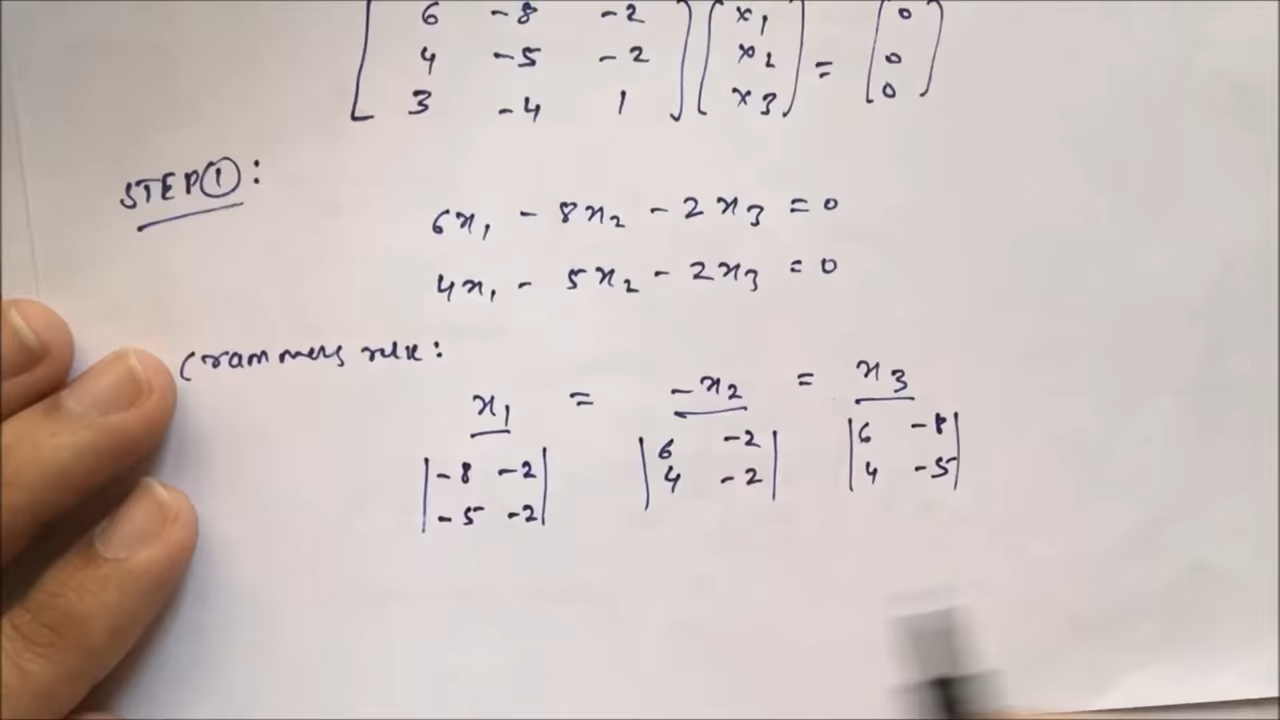 6 -8 -2 x₁ 0
4 -5 -2 x₂ = 0
3 -4 1 x₃ 0
STEP①:
6x₁ - 8x₂ - 2x₃ = 0
4x₁ - 5x₂ - 2x₃ = 0
Crammers rule:
x₁ = -x₂ = x₃
|-8 -2| |6 -2| |6 -8|
|-5 -2| |4 -2| |4 -5|